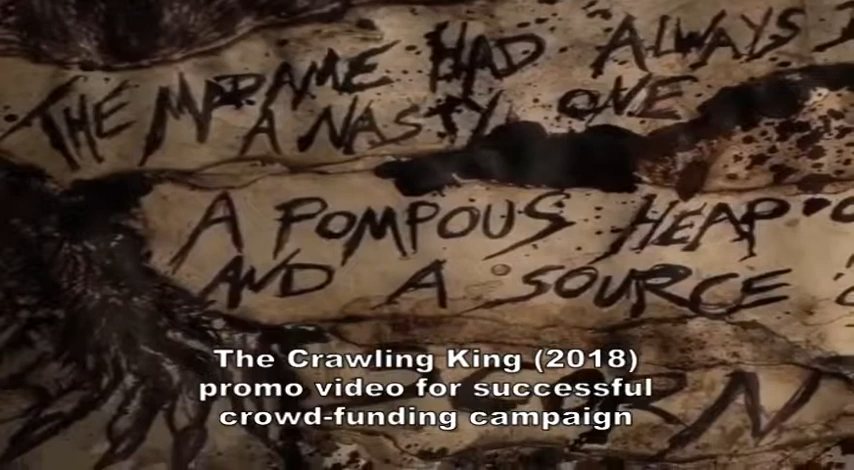 THE MADAME HAD ALWAYS
A NASTY ONE
A POMPOUS HEAP
AND A SOURCE
The Crawling King (2018)
promo video for successful
crowd-funding campaign